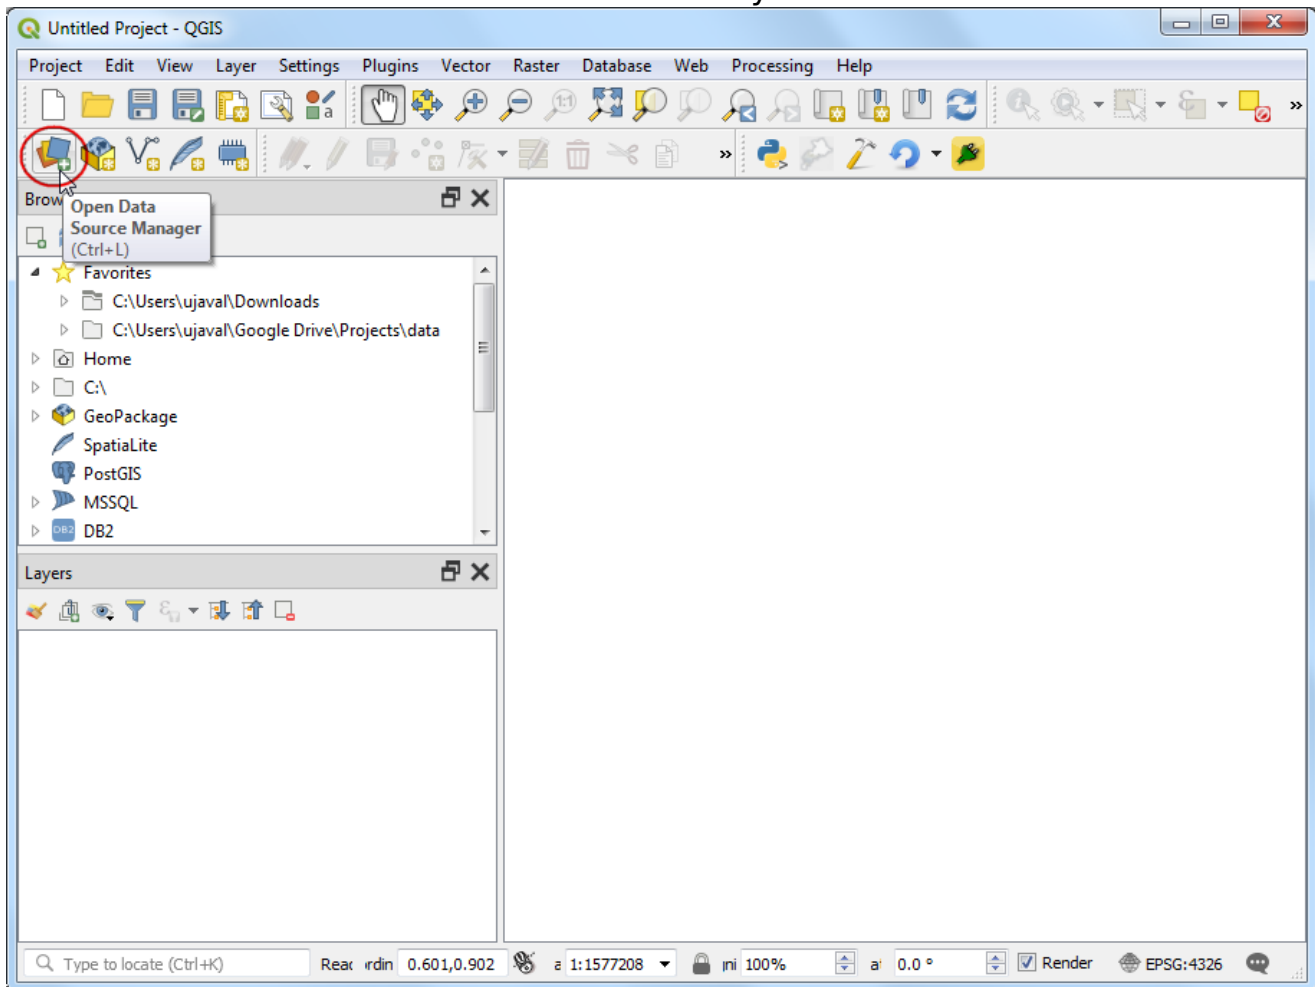 Untitled Project - QGIS
Project Edit View Layer Settings Plugins Vector Raster Database Web Processing Help
Open Data
Source Manager
(Ctrl+L)
Favorites
C:\Users\ujaval\Downloads
C:\Users\ujaval\Google Drive\Projects\data
Home
C:\
GeoPackage
SpatiaLite
PostGIS
MSSQL
DB2
Layers
Type to locate (Ctrl+K) 0.601,0.902 1:1577208 100% 0.0 ° Render EPSG:4326